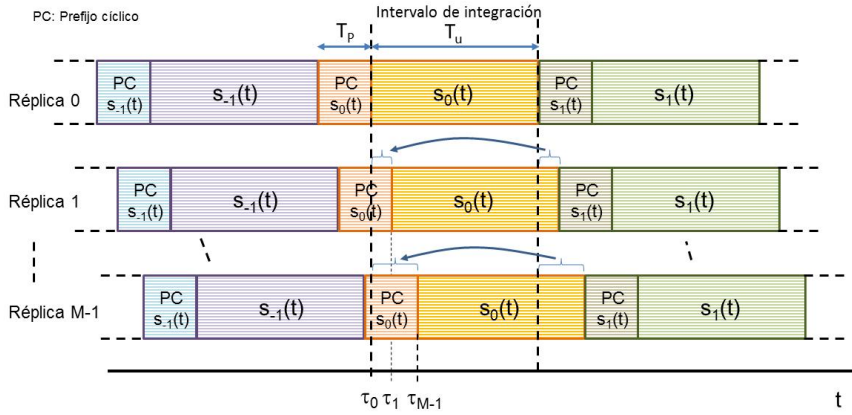 PC: Prefijo cíclico
Intervalo de integración
Tₚ
Tᵤ
Réplica 0
PC
s₋₁(t)
s₋₁(t)
PC
s₀(t)
s₀(t)
PC
s₁(t)
s₁(t)
Réplica 1
PC
s₋₁(t)
s₋₁(t)
PC
s₀(t)
s₀(t)
PC
s₁(t)
s₁(t)
Réplica M-1
PC
s₋₁(t)
s₋₁(t)
PC
s₀(t)
s₀(t)
PC
s₁(t)
s₁(t)
τ₀ τ₁ τM-1
t